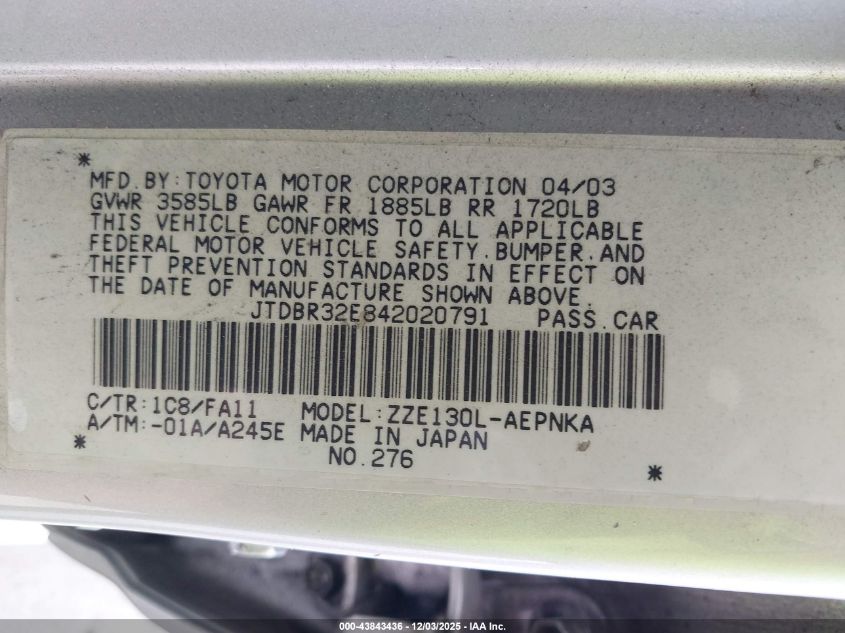 *
MFD.BY:TOYOTA MOTOR CORPORATION 04/03
GVWR 3585LB GAWR FR 1885LB RR 1720LB
THIS VEHICLE CONFORMS TO ALL APPLICABLE
FEDERAL MOTOR VEHICLE SAFETY.BUMPER.AND
THEFT PREVENTION STANDARDS IN EFFECT ON
THE DATE OF MANUFACTURE SHOWN ABOVE.
JTDBR32E842020791 PASS.CAR
C/TR:1C8/FA11 MODEL:ZZE130L-AEPNKA
A/TM:-01A/A245E MADE IN JAPAN
* NO.276 *
000-43843436 • 12/03/2025 — IAA Inc.